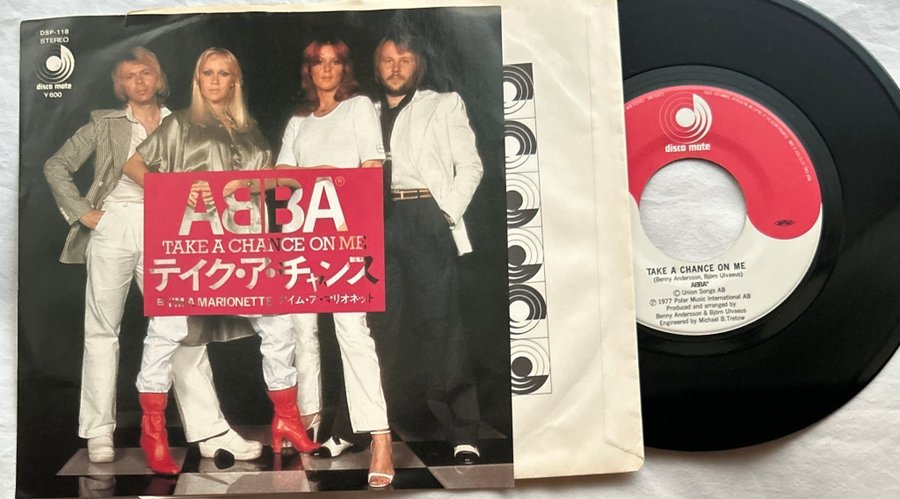 DSP-118
STEREO
disco mate
¥600
ABBA®
TAKE A CHANCE ON ME
テイク・ア・チャンス
B/I'M A MARIONETTE アイム・ア・マリオネット
disco mate
TAKE A CHANCE ON ME
(Benny Andersson, Björn Ulvaeus)
ABBA®
© Union Songs AB
℗ 1977 Polar Music International AB
Produced and arranged by
Benny Andersson & Björn Ulvaeus
Engineered by Michael B. Tretow